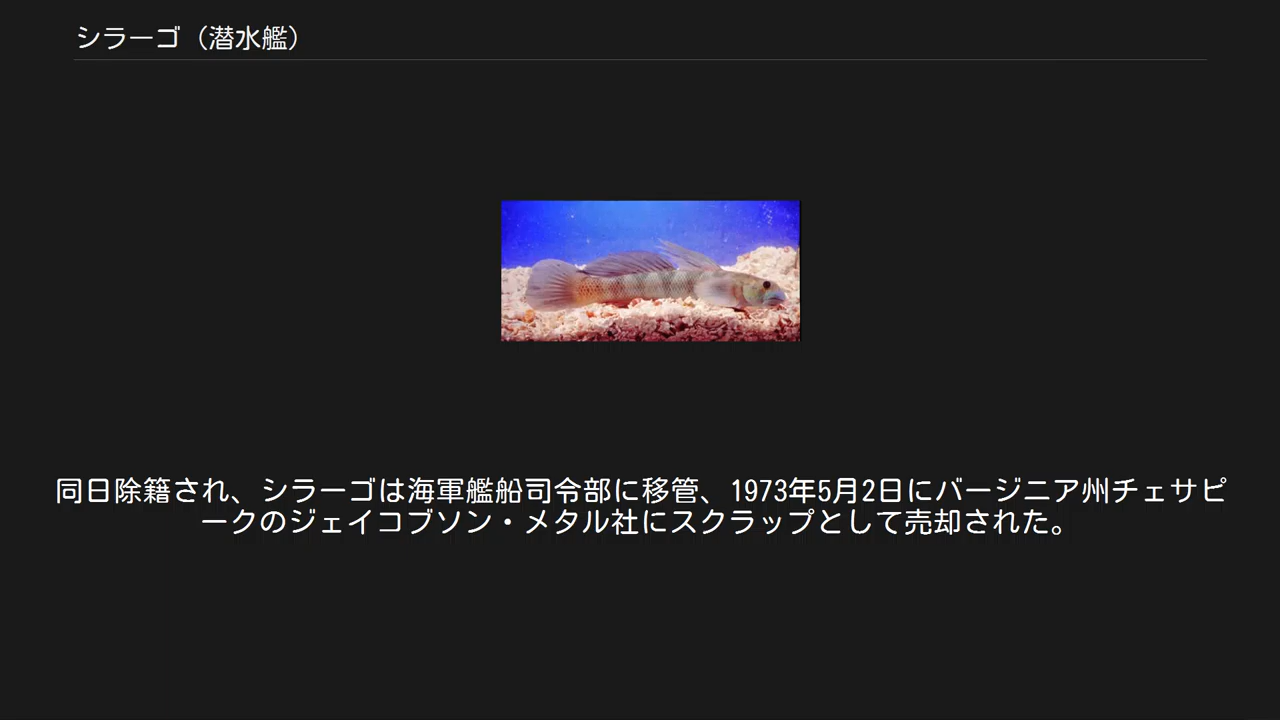 シラーゴ（潜水艦）
同日除籍され、シラーゴは海軍艦船司令部に移管、1973年5月2日にバージニア州チェサピ
ークのジェイコブソン・メタル社にスクラップとして売却された。